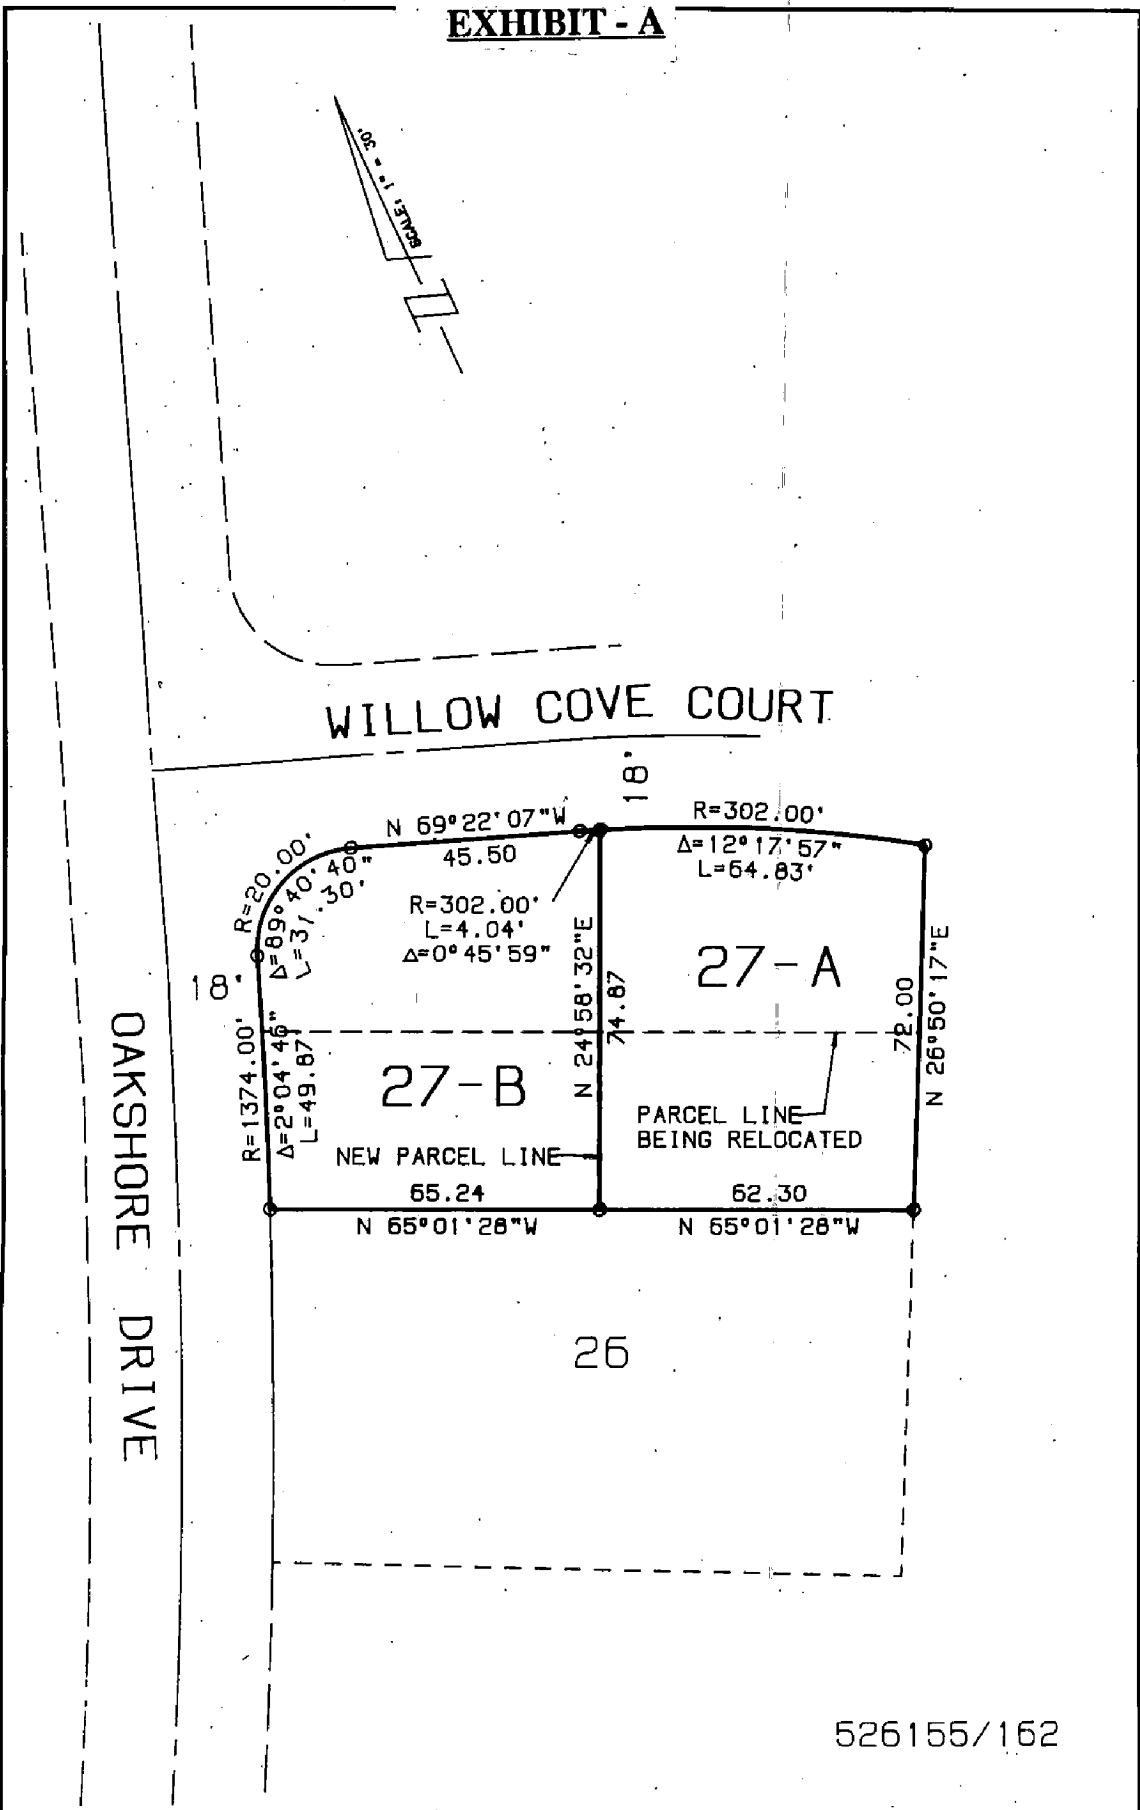 EXHIBIT - A
SCALE: 1" = 30'
WILLOW COVE COURT
18'
N 69°22'07"W
45.50
R=302.00'
Δ=12°17'57"
L=64.83'
R=20.00'
Δ=89°40'40"
L=31.30'
R=302.00'
L=4.04'
Δ=0°45'59"
N 24°58'32"E
74.87
27-A
72.00
N 26°50'17"E
18'
R=1374.00'
Δ=2°04'46"
L=49.87'
27-B
PARCEL LINE
BEING RELOCATED
NEW PARCEL LINE
65.24
N 65°01'28"W
62.30
N 65°01'28"W
OAKSHORE DRIVE
26
526155/162